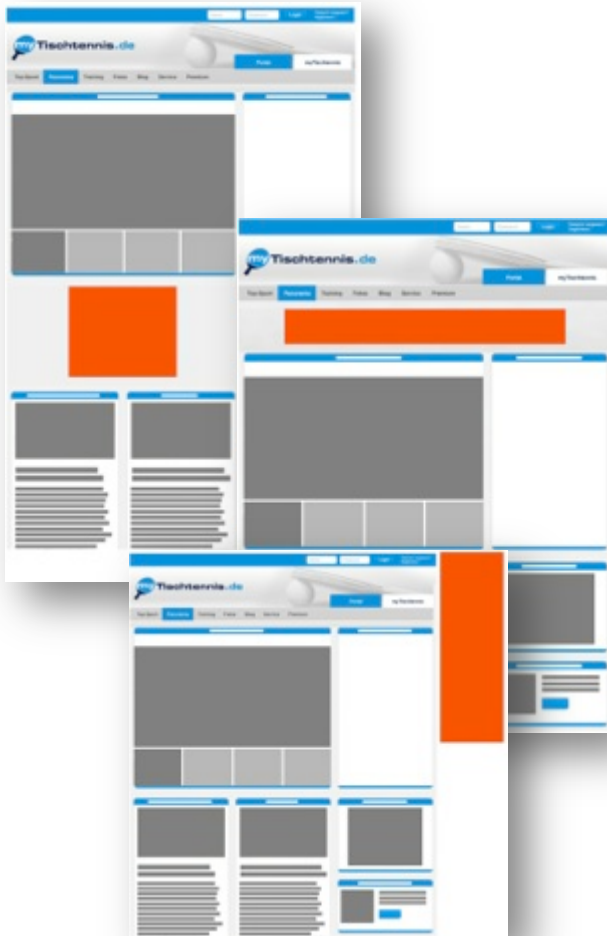 Login
myTischtennis.de
Portal
myTischtennis
Top-Sport Panorama Training Fotos Blog Service Premium
Login
myTischtennis.de
Portal
myTischtennis
Top-Sport Panorama Training Fotos Blog Service Premium
Login
myTischtennis.de
Portal
myTischtennis
Top-Sport Panorama Training Fotos Blog Service Premium